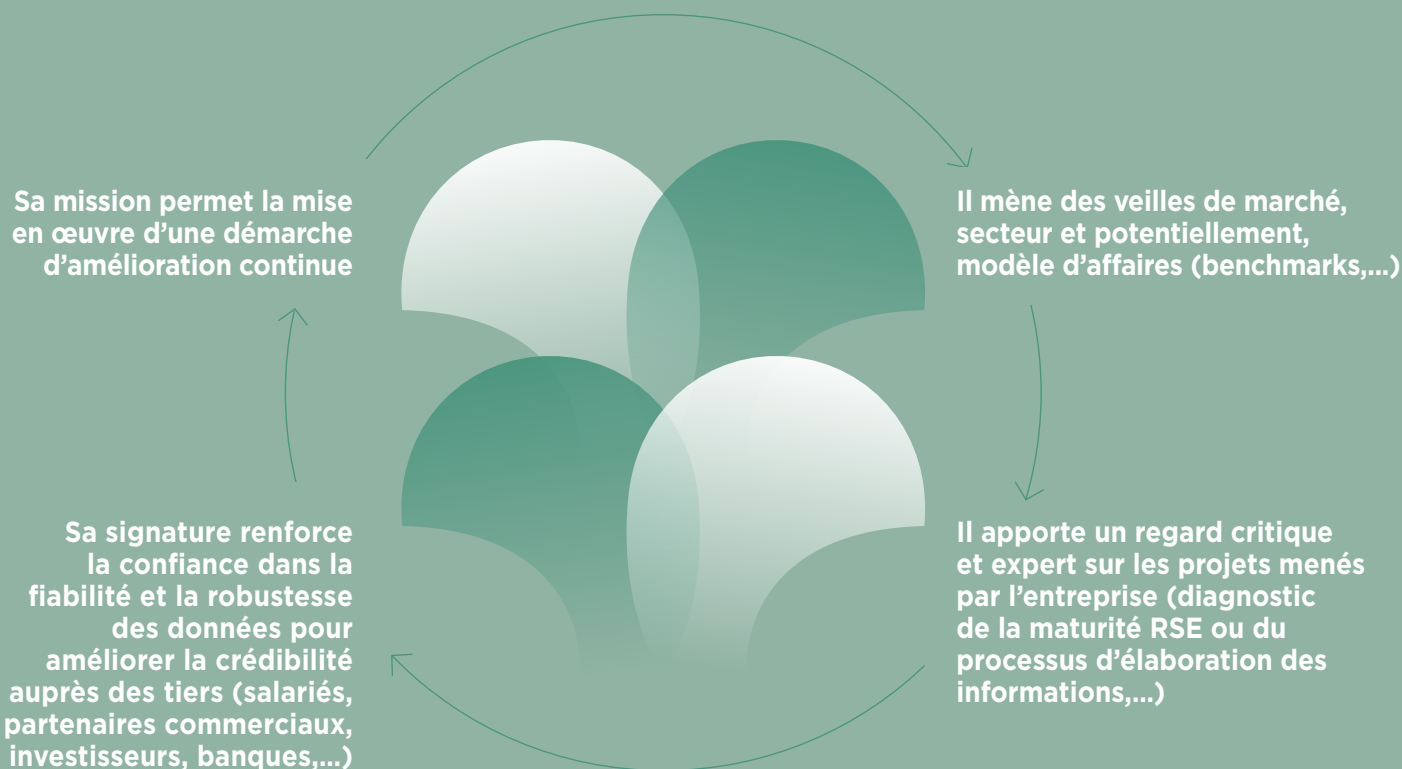 Sa mission permet la mise
en œuvre d’une démarche
d’amélioration continue
Il mène des veilles de marché,
secteur et potentiellement,
modèle d’affaires (benchmarks,...)
Il apporte un regard critique
et expert sur les projets menés
par l’entreprise (diagnostic
de la maturité RSE ou du
processus d’élaboration des
informations,...)
Sa signature renforce
la confiance dans la
fiabilité et la robustesse
des données pour
améliorer la crédibilité
auprès des tiers (salariés,
partenaires commerciaux,
investisseurs, banques,...)